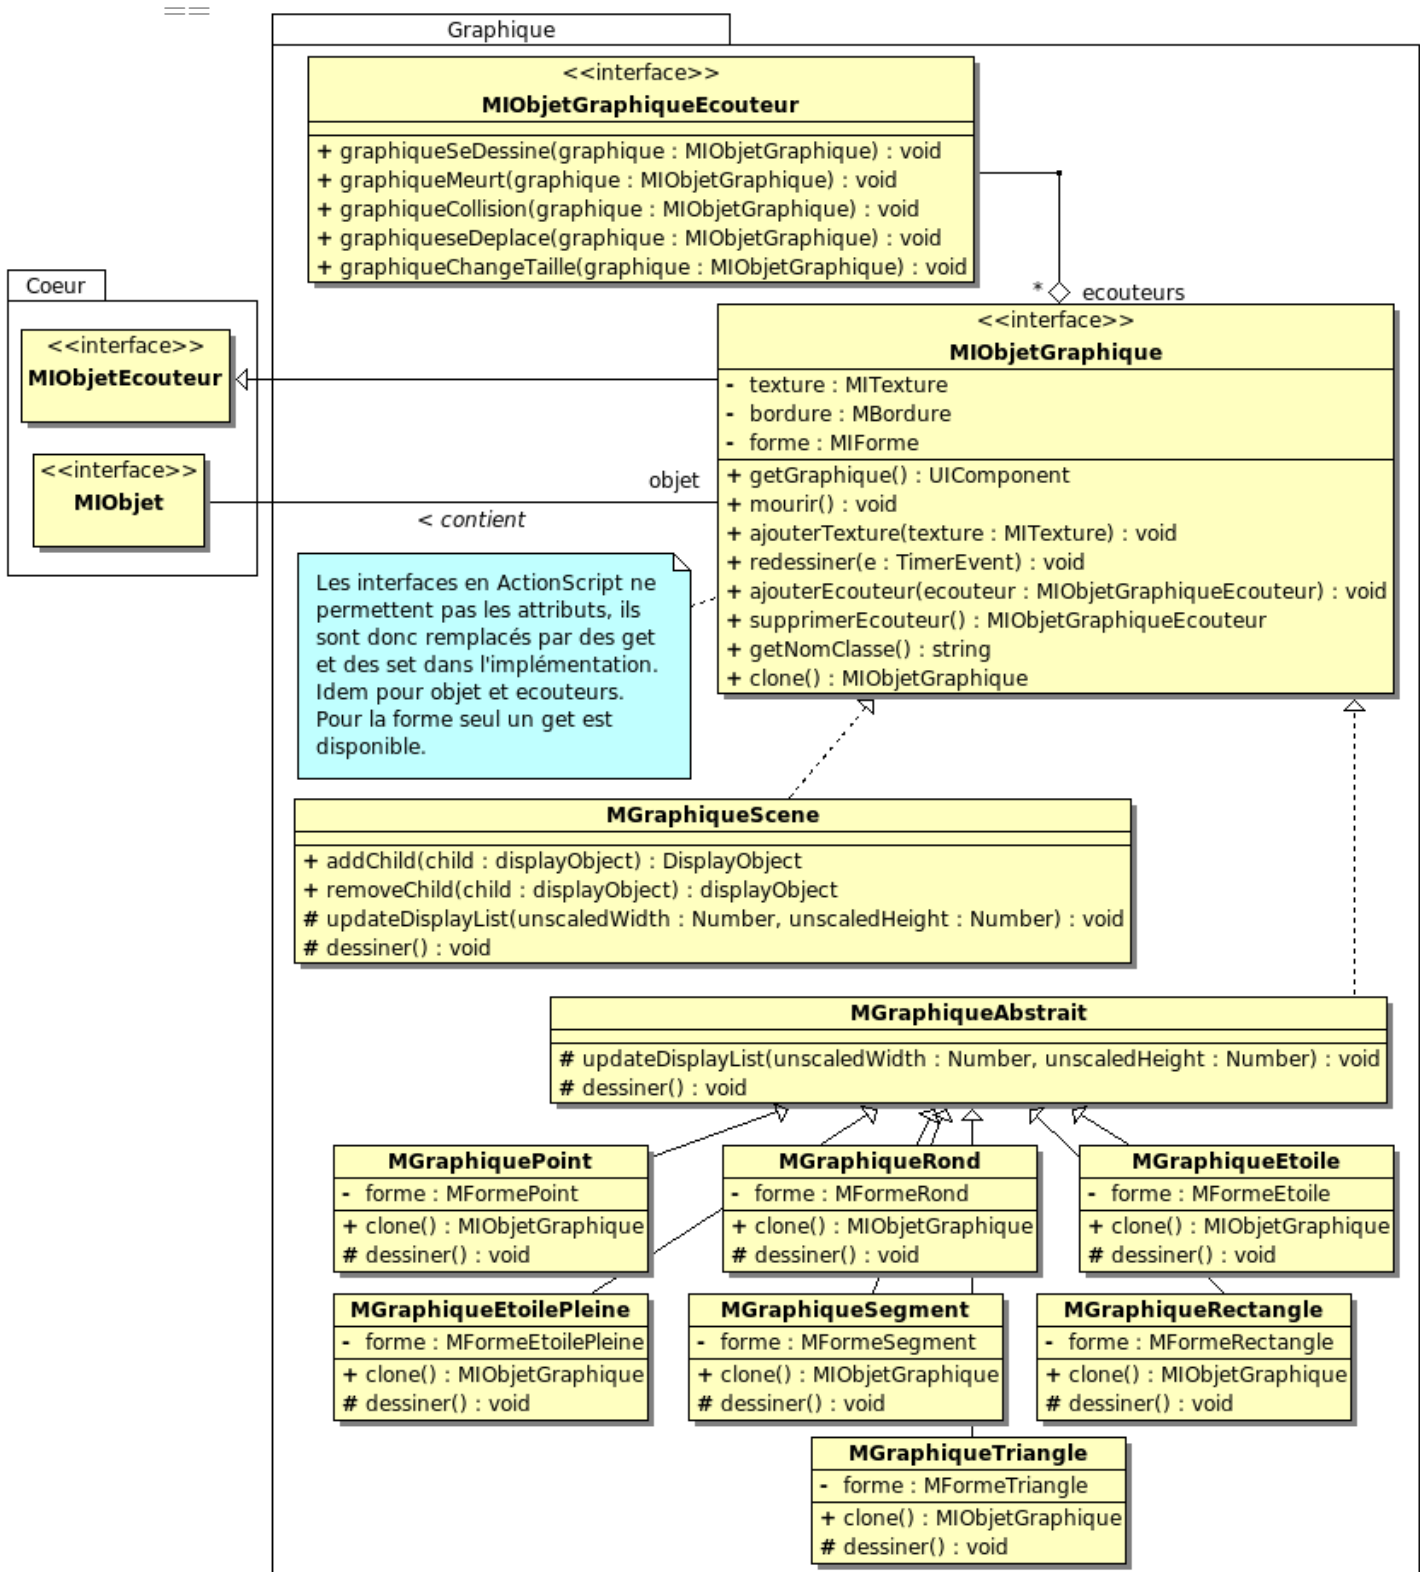 ==
Graphique
<<interface>>
MIObjetGraphiqueEcouteur
+ graphiqueSeDessine(graphique : MIObjetGraphique) : void
+ graphiqueMeurt(graphique : MIObjetGraphique) : void
+ graphiqueCollision(graphique : MIObjetGraphique) : void
+ graphiqueseDeplace(graphique : MIObjetGraphique) : void
+ graphiqueChangeTaille(graphique : MIObjetGraphique) : void
* ecouteurs
Coeur
<<interface>>
MIObjetEcouteur
<<interface>>
MIObjet
objet
< contient
<<interface>>
MIObjetGraphique
- texture : MITexture
- bordure : MBordure
- forme : MIForme
+ getGraphique() : UIComponent
+ mourir() : void
+ ajouterTexture(texture : MITexture) : void
+ redessiner(e : TimerEvent) : void
+ ajouterEcouteur(ecouteur : MIObjetGraphiqueEcouteur) : void
+ supprimerEcouteur() : MIObjetGraphiqueEcouteur
+ getNomClasse() : string
+ clone() : MIObjetGraphique
Les interfaces en ActionScript ne
permettent pas les attributs, ils
sont donc remplacés par des get
et des set dans l'implémentation.
Idem pour objet et ecouteurs.
Pour la forme seul un get est
disponible.
MGraphiqueScene
+ addChild(child : displayObject) : DisplayObject
+ removeChild(child : displayObject) : displayObject
# updateDisplayList(unscaledWidth : Number, unscaledHeight : Number) : void
# dessiner() : void
MGraphiqueAbstrait
# updateDisplayList(unscaledWidth : Number, unscaledHeight : Number) : void
# dessiner() : void
MGraphiquePoint
- forme : MFormePoint
+ clone() : MIObjetGraphique
# dessiner() : void
MGraphiqueRond
- forme : MFormeRond
+ clone() : MIObjetGraphique
# dessiner() : void
MGraphiqueEtoile
- forme : MFormeEtoile
+ clone() : MIObjetGraphique
# dessiner() : void
MGraphiqueEtoilePleine
- forme : MFormeEtoilePleine
+ clone() : MIObjetGraphique
# dessiner() : void
MGraphiqueSegment
- forme : MFormeSegment
+ clone() : MIObjetGraphique
# dessiner() : void
MGraphiqueRectangle
- forme : MFormeRectangle
+ clone() : MIObjetGraphique
# dessiner() : void
MGraphiqueTriangle
- forme : MFormeTriangle
+ clone() : MIObjetGraphique
# dessiner() : void